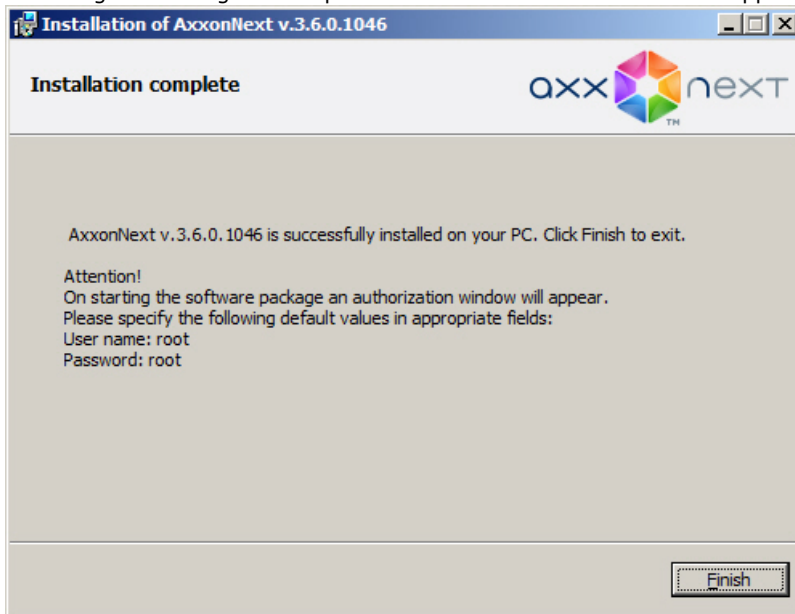 Installation of AxxonNext v.3.6.0.1046
Installation complete
axx next
TM
AxxonNext v.3.6.0.1046 is successfully installed on your PC. Click Finish to exit.
Attention!
On starting the software package an authorization window will appear.
Please specify the following default values in appropriate fields:
User name: root
Password: root
Finish